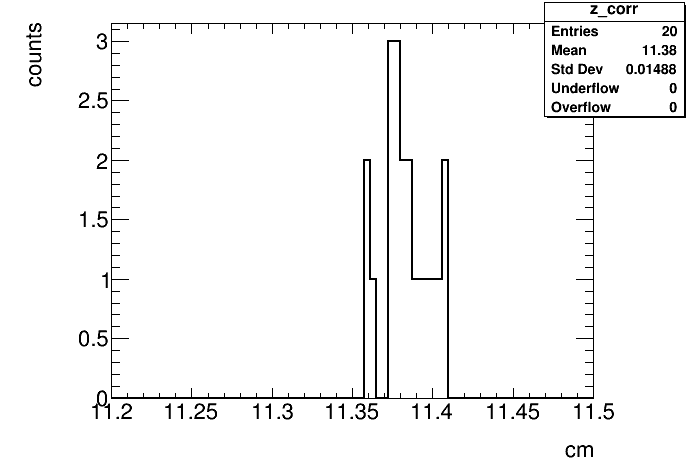 z_corr
Entries 20
Mean 11.38
Std Dev 0.01488
Underflow 0
Overflow 0
counts
3
2.5
2
1.5
1
0.5
0
11.2 11.25 11.3 11.35 11.4 11.45 11.5
cm